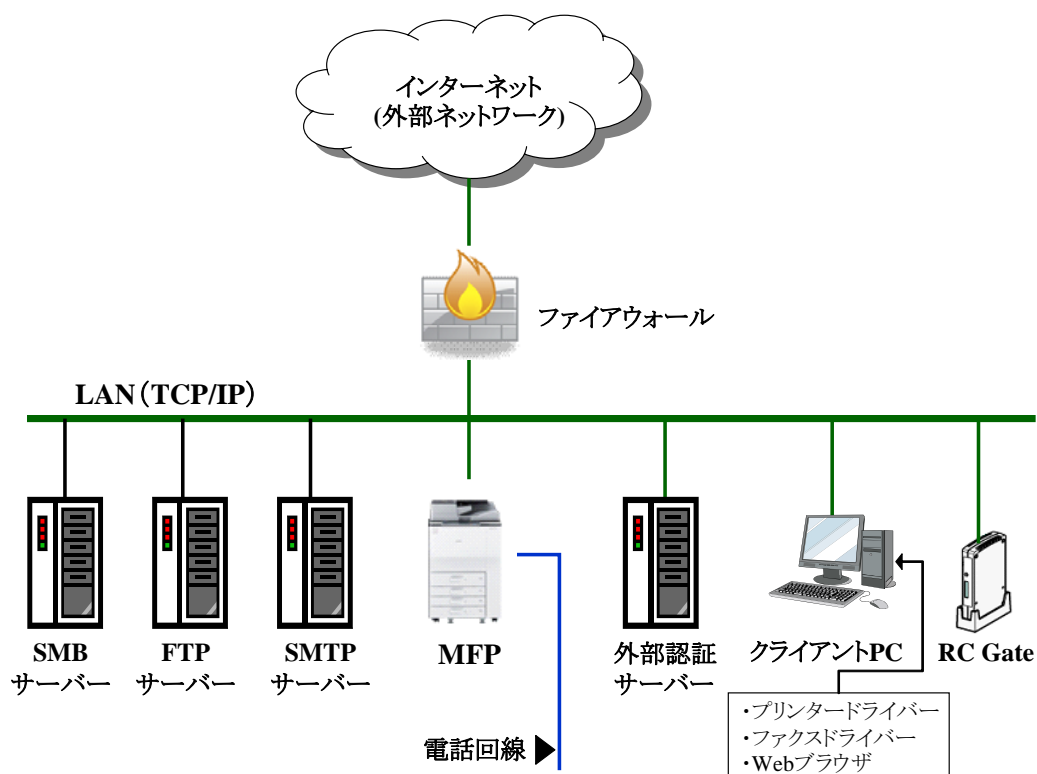 インターネット
(外部ネットワーク)
ファイアウォール
LAN（TCP/IP）
SMB
サーバー
FTP
サーバー
SMTP
サーバー
MFP
外部認証
サーバー
クライアントPC
RC Gate
・プリンタードライバー
・ファクスドライバー
・Webブラウザ
電話回線